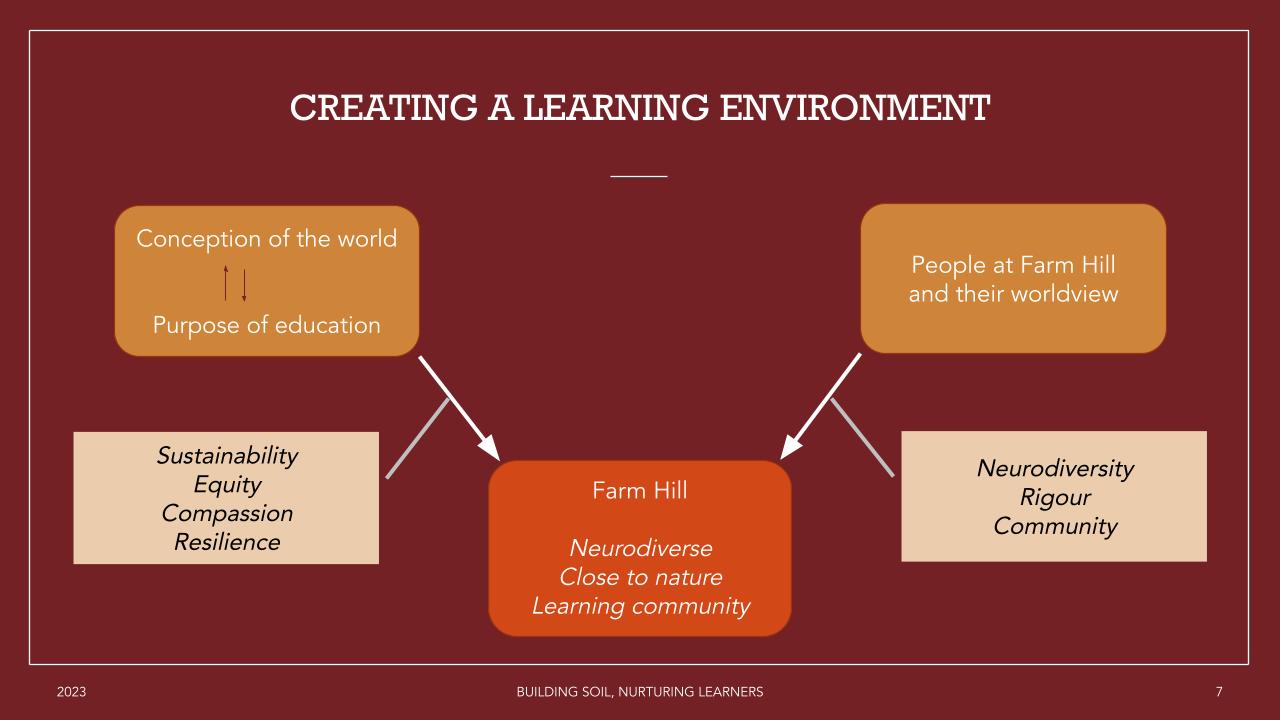 CREATING A LEARNING ENVIRONMENT
Conception of the world
Purpose of education
People at Farm Hill
and their worldview
Sustainability
Equity
Compassion
Resilience
Neurodiversity
Rigour
Community
Farm Hill
Neurodiverse
Close to nature
Learning community
2023
BUILDING SOIL, NURTURING LEARNERS
7